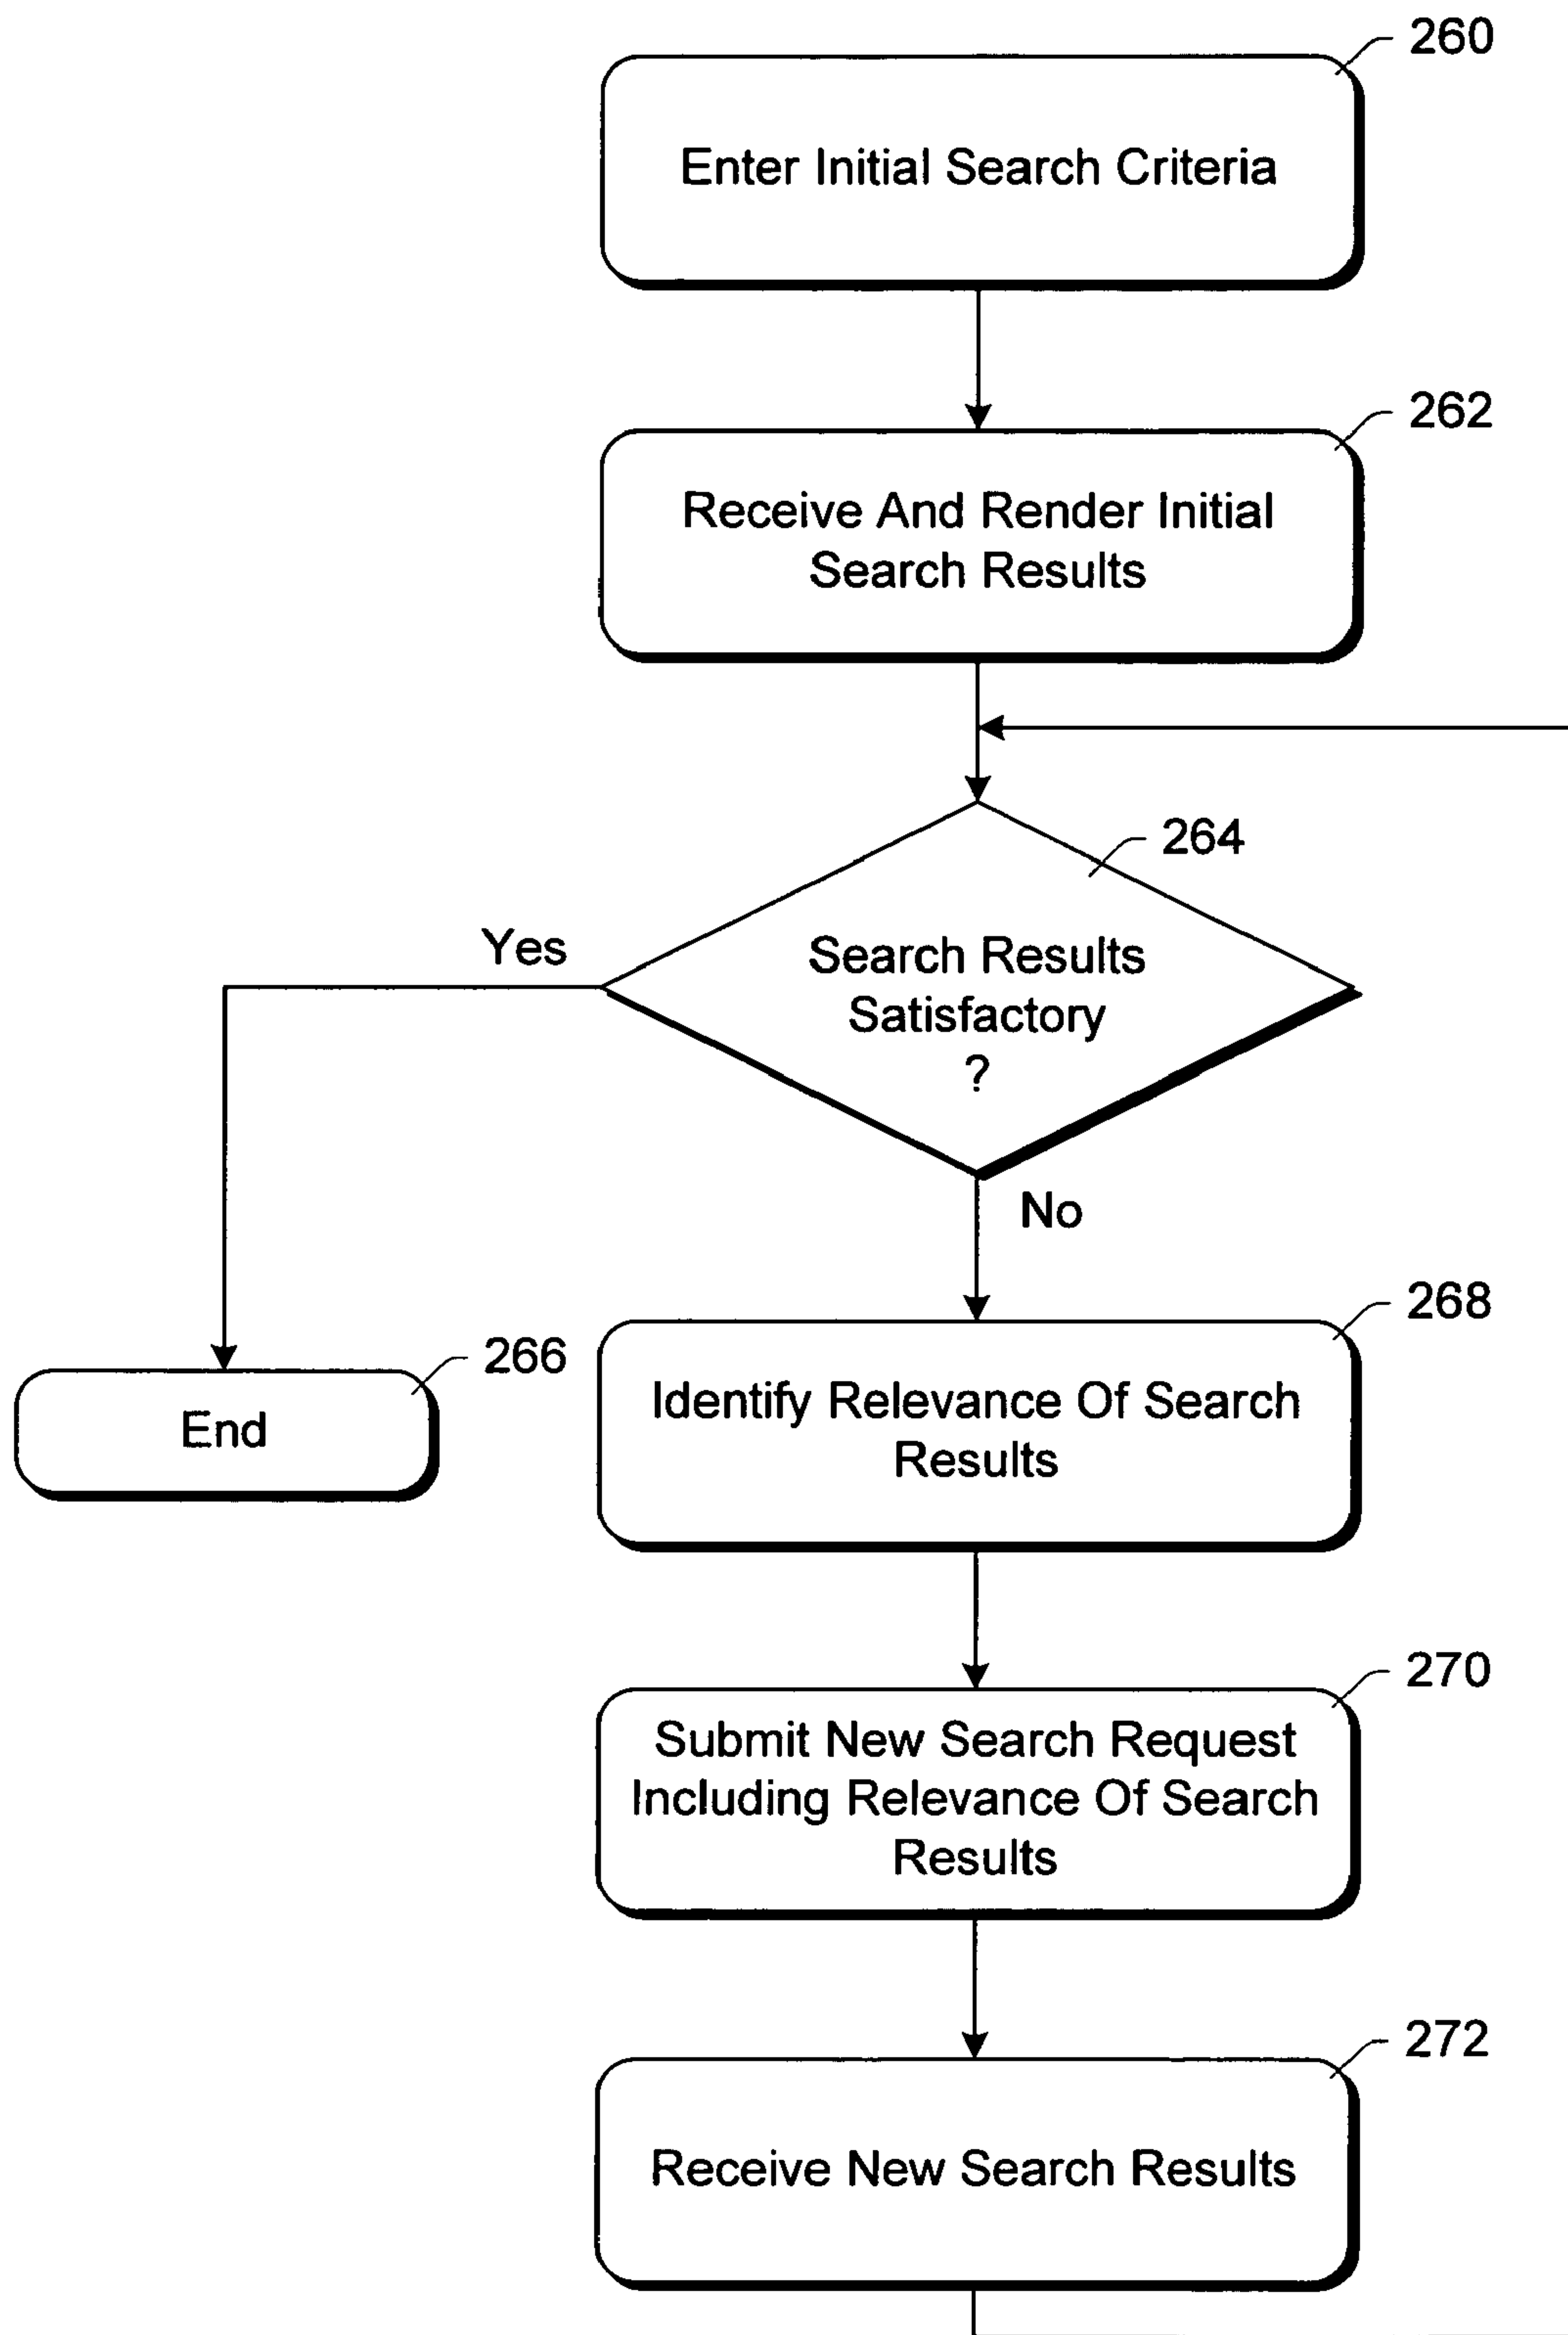 260
Enter Initial Search Criteria
262
Receive And Render Initial
Search Results
264
Yes
Search Results
Satisfactory
?
No
268
266
Identify Relevance Of Search
Results
End
270
Submit New Search Request
Including Relevance Of Search
Results
272
Receive New Search Results